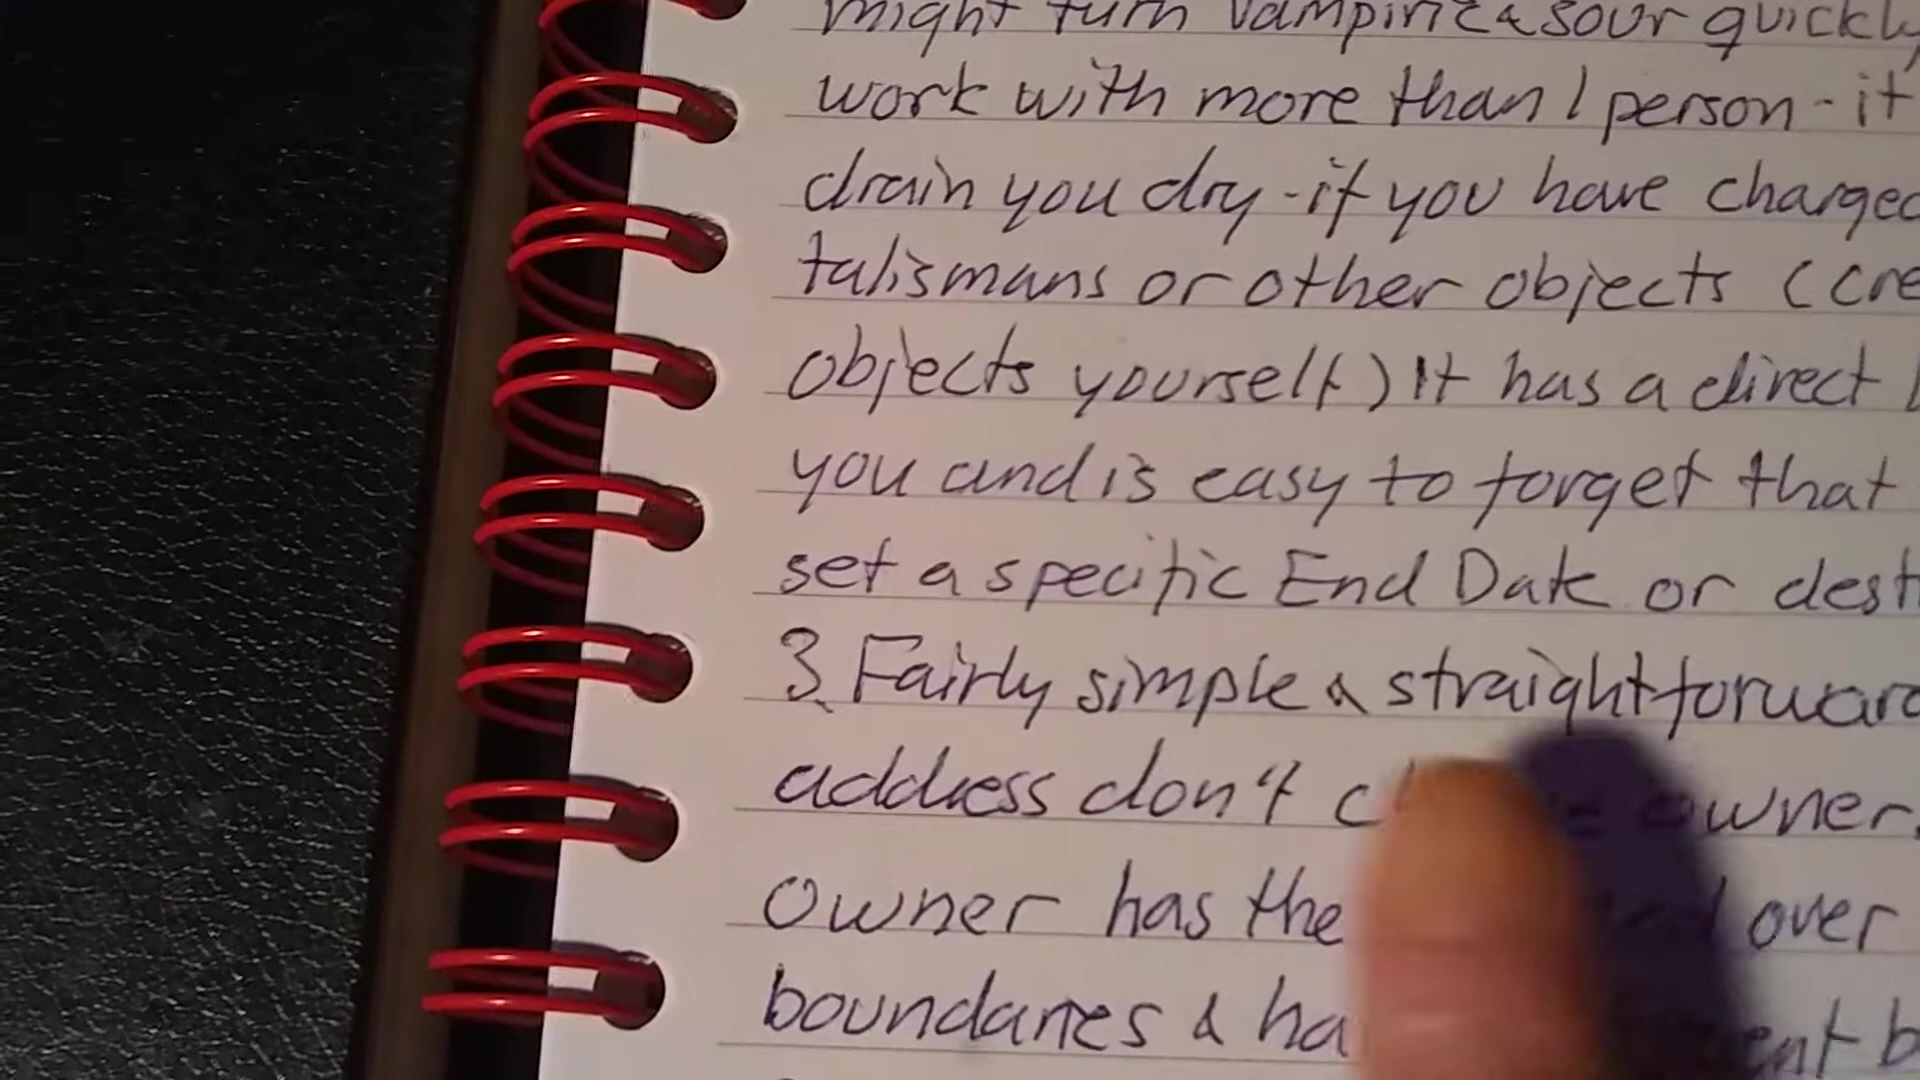 might turn vampiric & sour quickly
work with more than 1 person - it
drain you dry - if you have charged
talismans or other objects (cre
objects yourself) It has a direct l
you and is easy to forget that
set a specific End Date or dest
3. Fairly simple & straightforward
address don't owner.
owner has the over
boundaries & ha ent b